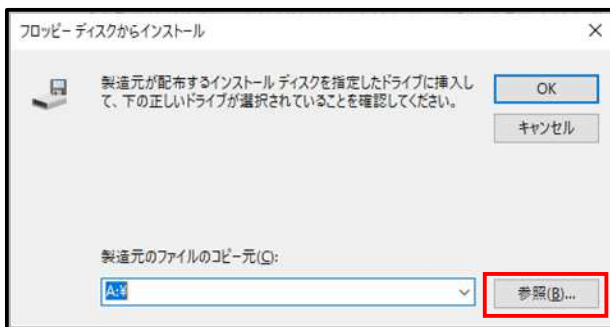 フロッピー ディスクからインストール
製造元が配布するインストール ディスクを指定したドライブに挿入し
て、下の正しいドライブが選択されていることを確認してください。
OK
キャンセル
製造元のファイルのコピー元(C):
A:¥
参照(B)...